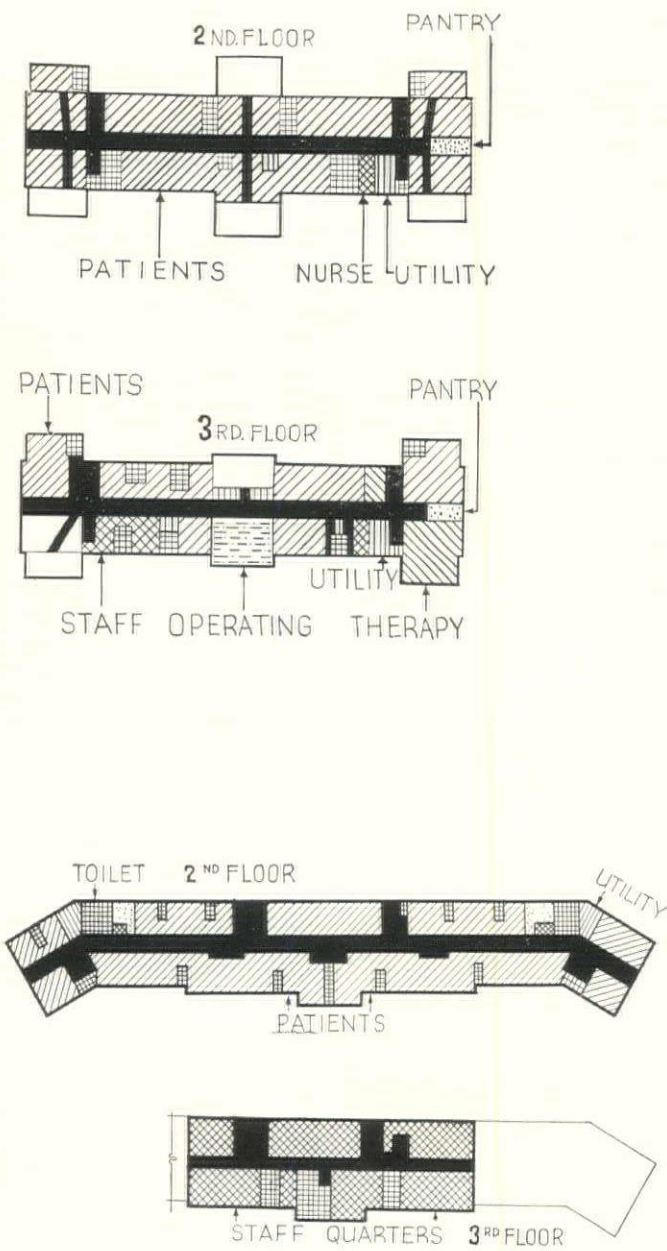 PANTRY
2ND. FLOOR
PATIENTS NURSE UTILITY
PATIENTS
PANTRY
3RD. FLOOR
UTILITY
STAFF OPERATING THERAPY
TOILET 2ND FLOOR
UTILITY
PATIENTS
STAFF QUARTERS 3RD FLOOR